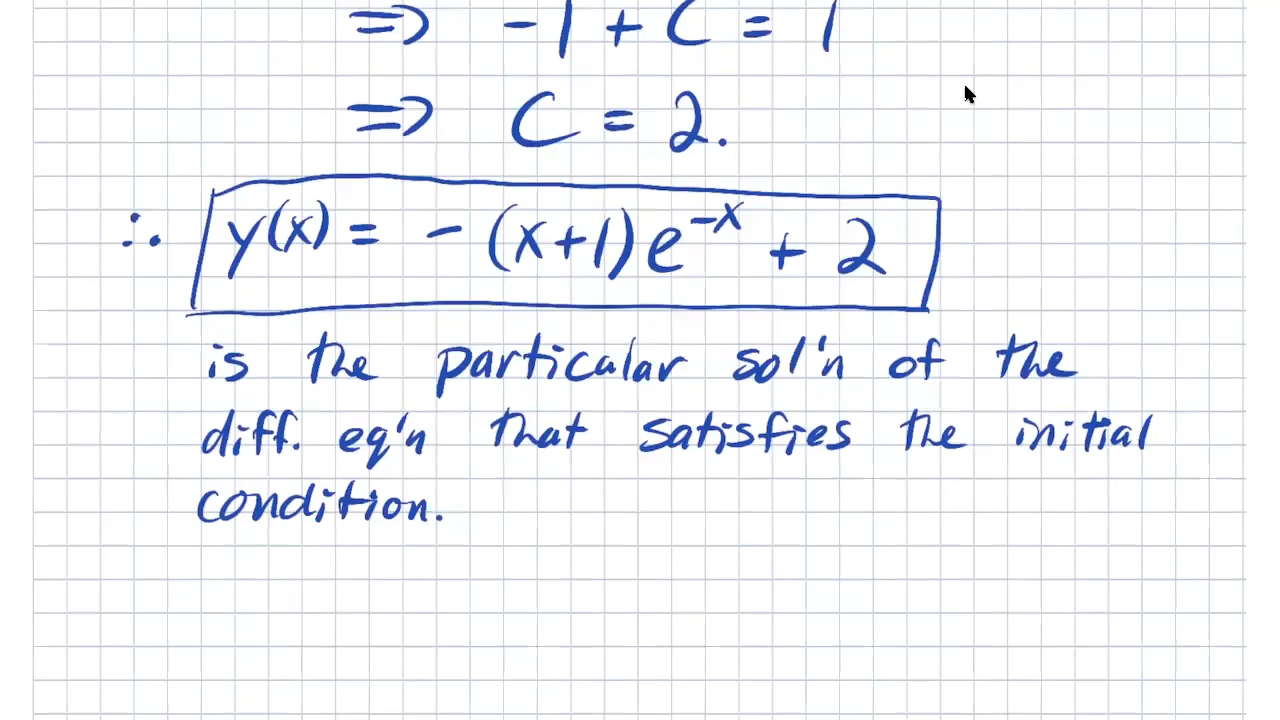 ⇒ -1 + C = 1
⇒ C = 2.
∴ y(x) = - (x+1) e^{-x} + 2
is the particular sol'n of the
diff. eq'n that satisfies the initial
condition.